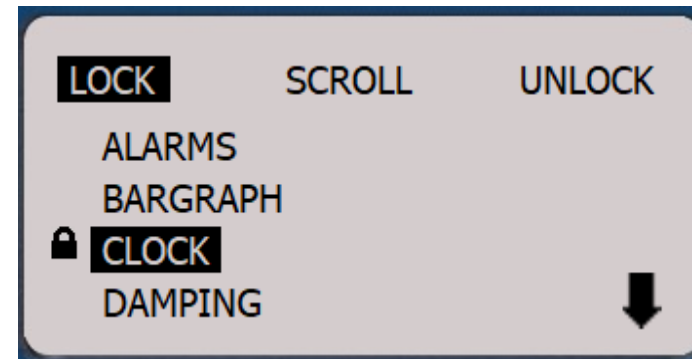 LOCK SCROLL UNLOCK
ALARMS
BARGRAPH
CLOCK
DAMPING